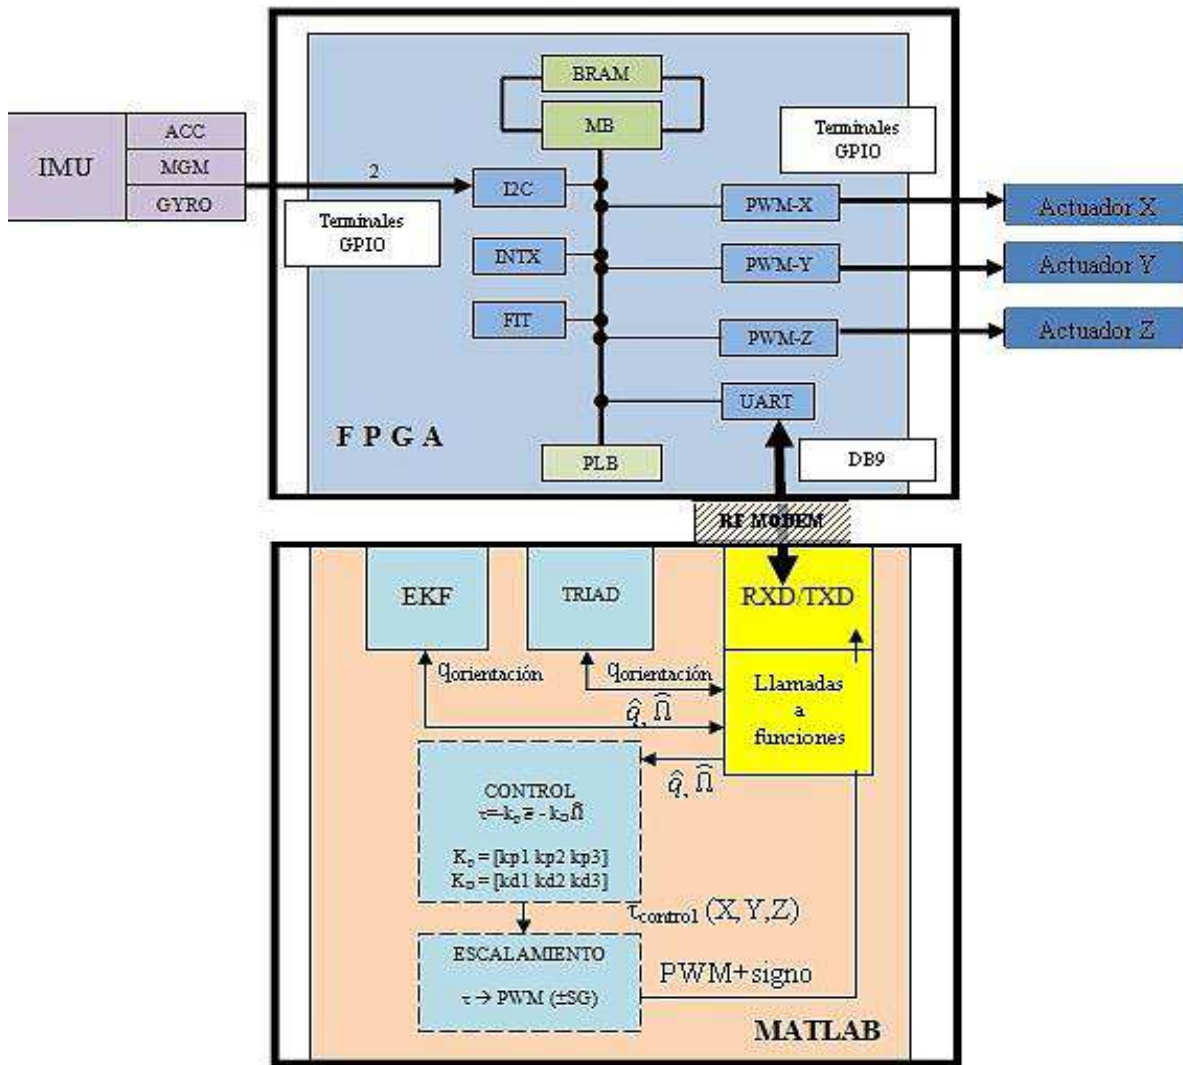 BRAM
MB
IMU
ACC
MGM
GYRO
2
Terminales
GPIO
I2C
INTX
FIT
Terminales
GPIO
PWM-X
PWM-Y
PWM-Z
UART
Actuador X
Actuador Y
Actuador Z
F P G A
PLB
DB9
RF MODEM
EKF
TRIAD
RXD/TXD
qorientación
qorientación
Llamadas
a
funciones
q̂, Ω̂
q̂, Ω̂
CONTROL
Kp = [kp1 kp2 kp3]
KD = [kd1 kd2 kd3]
τcontrol (X,Y,Z)
ESCALAMIENTO
τ → PWM (±SG)
PWM+signo
MATLAB